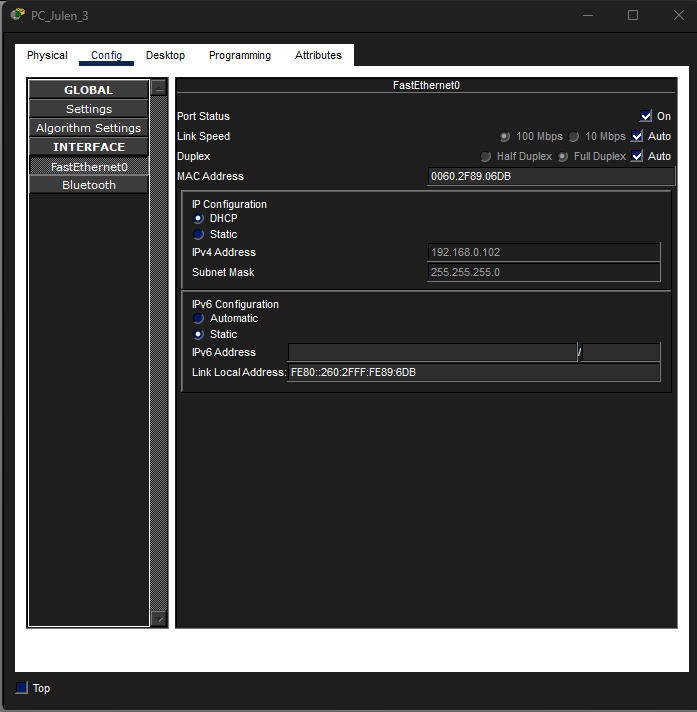 PC_Julen_3
Physical Config Desktop Programming Attributes
GLOBAL
Settings
Algorithm Settings
INTERFACE
FastEthernet0
Bluetooth
FastEthernet0
Port Status On
Link Speed 100 Mbps 10 Mbps Auto
Duplex Half Duplex Full Duplex Auto
MAC Address 0060.2F89.06DB
IP Configuration
DHCP
Static
IPv4 Address 192.168.0.102
Subnet Mask 255.255.255.0
IPv6 Configuration
Automatic
Static
IPv6 Address /
Link Local Address: FE80::260:2FFF:FE89:6DB
Top